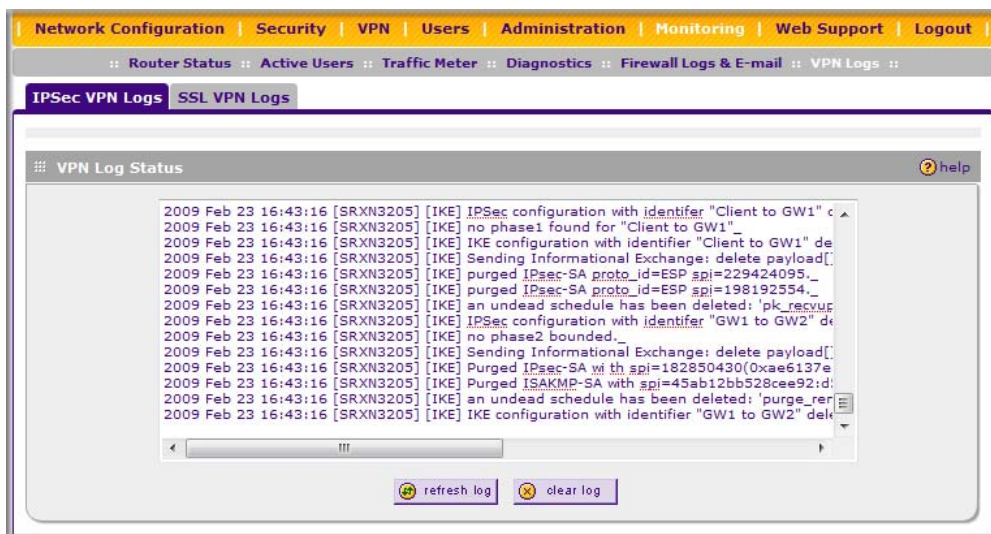 Network Configuration | Security | VPN | Users | Administration | Monitoring | Web Support | Logout
:: Router Status :: Active Users :: Traffic Meter :: Diagnostics :: Firewall Logs & E-mail :: VPN Logs ::
IPSec VPN Logs SSL VPN Logs
VPN Log Status help
2009 Feb 23 16:43:16 [SRXN3205] [IKE] IPSec configuration with identifer "Client to GW1" c
2009 Feb 23 16:43:16 [SRXN3205] [IKE] no phase1 found for "Client to GW1"_
2009 Feb 23 16:43:16 [SRXN3205] [IKE] IKE configuration with identifier "Client to GW1" de
2009 Feb 23 16:43:16 [SRXN3205] [IKE] Sending Informational Exchange: delete payload[]
2009 Feb 23 16:43:16 [SRXN3205] [IKE] purged IPsec-SA proto_id=ESP spi=229424095._
2009 Feb 23 16:43:16 [SRXN3205] [IKE] purged IPsec-SA proto_id=ESP spi=198192554._
2009 Feb 23 16:43:16 [SRXN3205] [IKE] an undead schedule has been deleted: 'pk_recvup
2009 Feb 23 16:43:16 [SRXN3205] [IKE] IPSec configuration with identifer "GW1 to GW2" de
2009 Feb 23 16:43:16 [SRXN3205] [IKE] no phase2 bounded._
2009 Feb 23 16:43:16 [SRXN3205] [IKE] Sending Informational Exchange: delete payload[]
2009 Feb 23 16:43:16 [SRXN3205] [IKE] Purged IPsec-SA wi th spi=182850430(0xae6137e
2009 Feb 23 16:43:16 [SRXN3205] [IKE] Purged ISAKMP-SA with spi=45ab12bb528cee92:d
2009 Feb 23 16:43:16 [SRXN3205] [IKE] an undead schedule has been deleted: 'purge_rer
2009 Feb 23 16:43:16 [SRXN3205] [IKE] IKE configuration with identifier "GW1 to GW2" dele
refresh log clear log